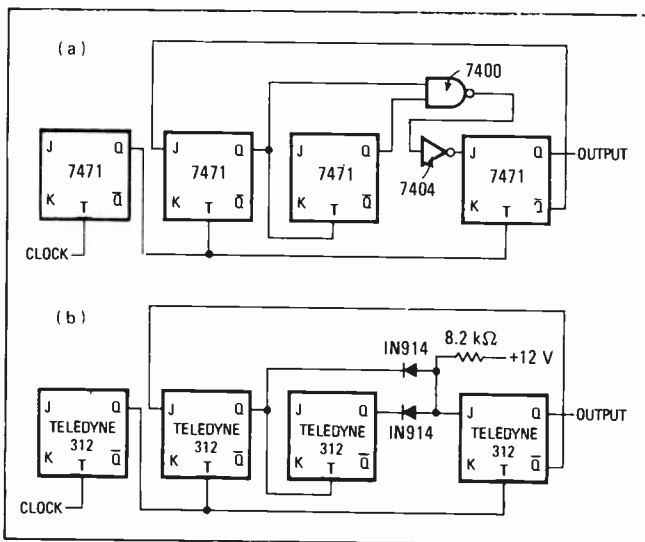 (a)
7400
J Q
7471
K T Q̅
J Q
7471
K T Q̅
J Q
7471
K T Q̅
7404
J Q
7471
K T Q̅
OUTPUT
CLOCK
(b)
8.2 kΩ
+12 V
IN914
IN914
J Q
TELEDYNE
312
K T Q̅
J Q
TELEDYNE
312
K T Q̅
J Q
TELEDYNE
312
K T Q̅
J Q
TELEDYNE
312
K T Q̅
OUTPUT
CLOCK